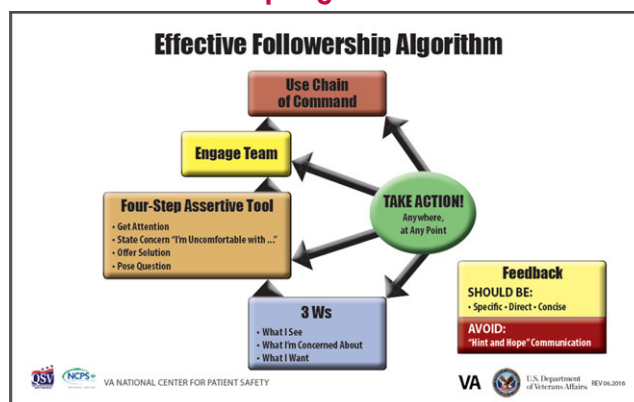 Effective Followership Algorithm
Use Chain
of Command
Engage Team
Four-Step Assertive Tool
• Get Attention
• State Concern "I'm Uncomfortable with ..."
• Offer Solution
• Pose Question
TAKE ACTION!
Anywhere,
at Any Point
3 Ws
• What I See
• What I'm Concerned About
• What I Want
Feedback
SHOULD BE:
• Specific • Direct • Concise
AVOID:
"Hint and Hope" Communication
QSV
NCPS
VA NATIONAL CENTER FOR PATIENT SAFETY
VA
U.S. Department
of Veterans Affairs
REV 06.2016